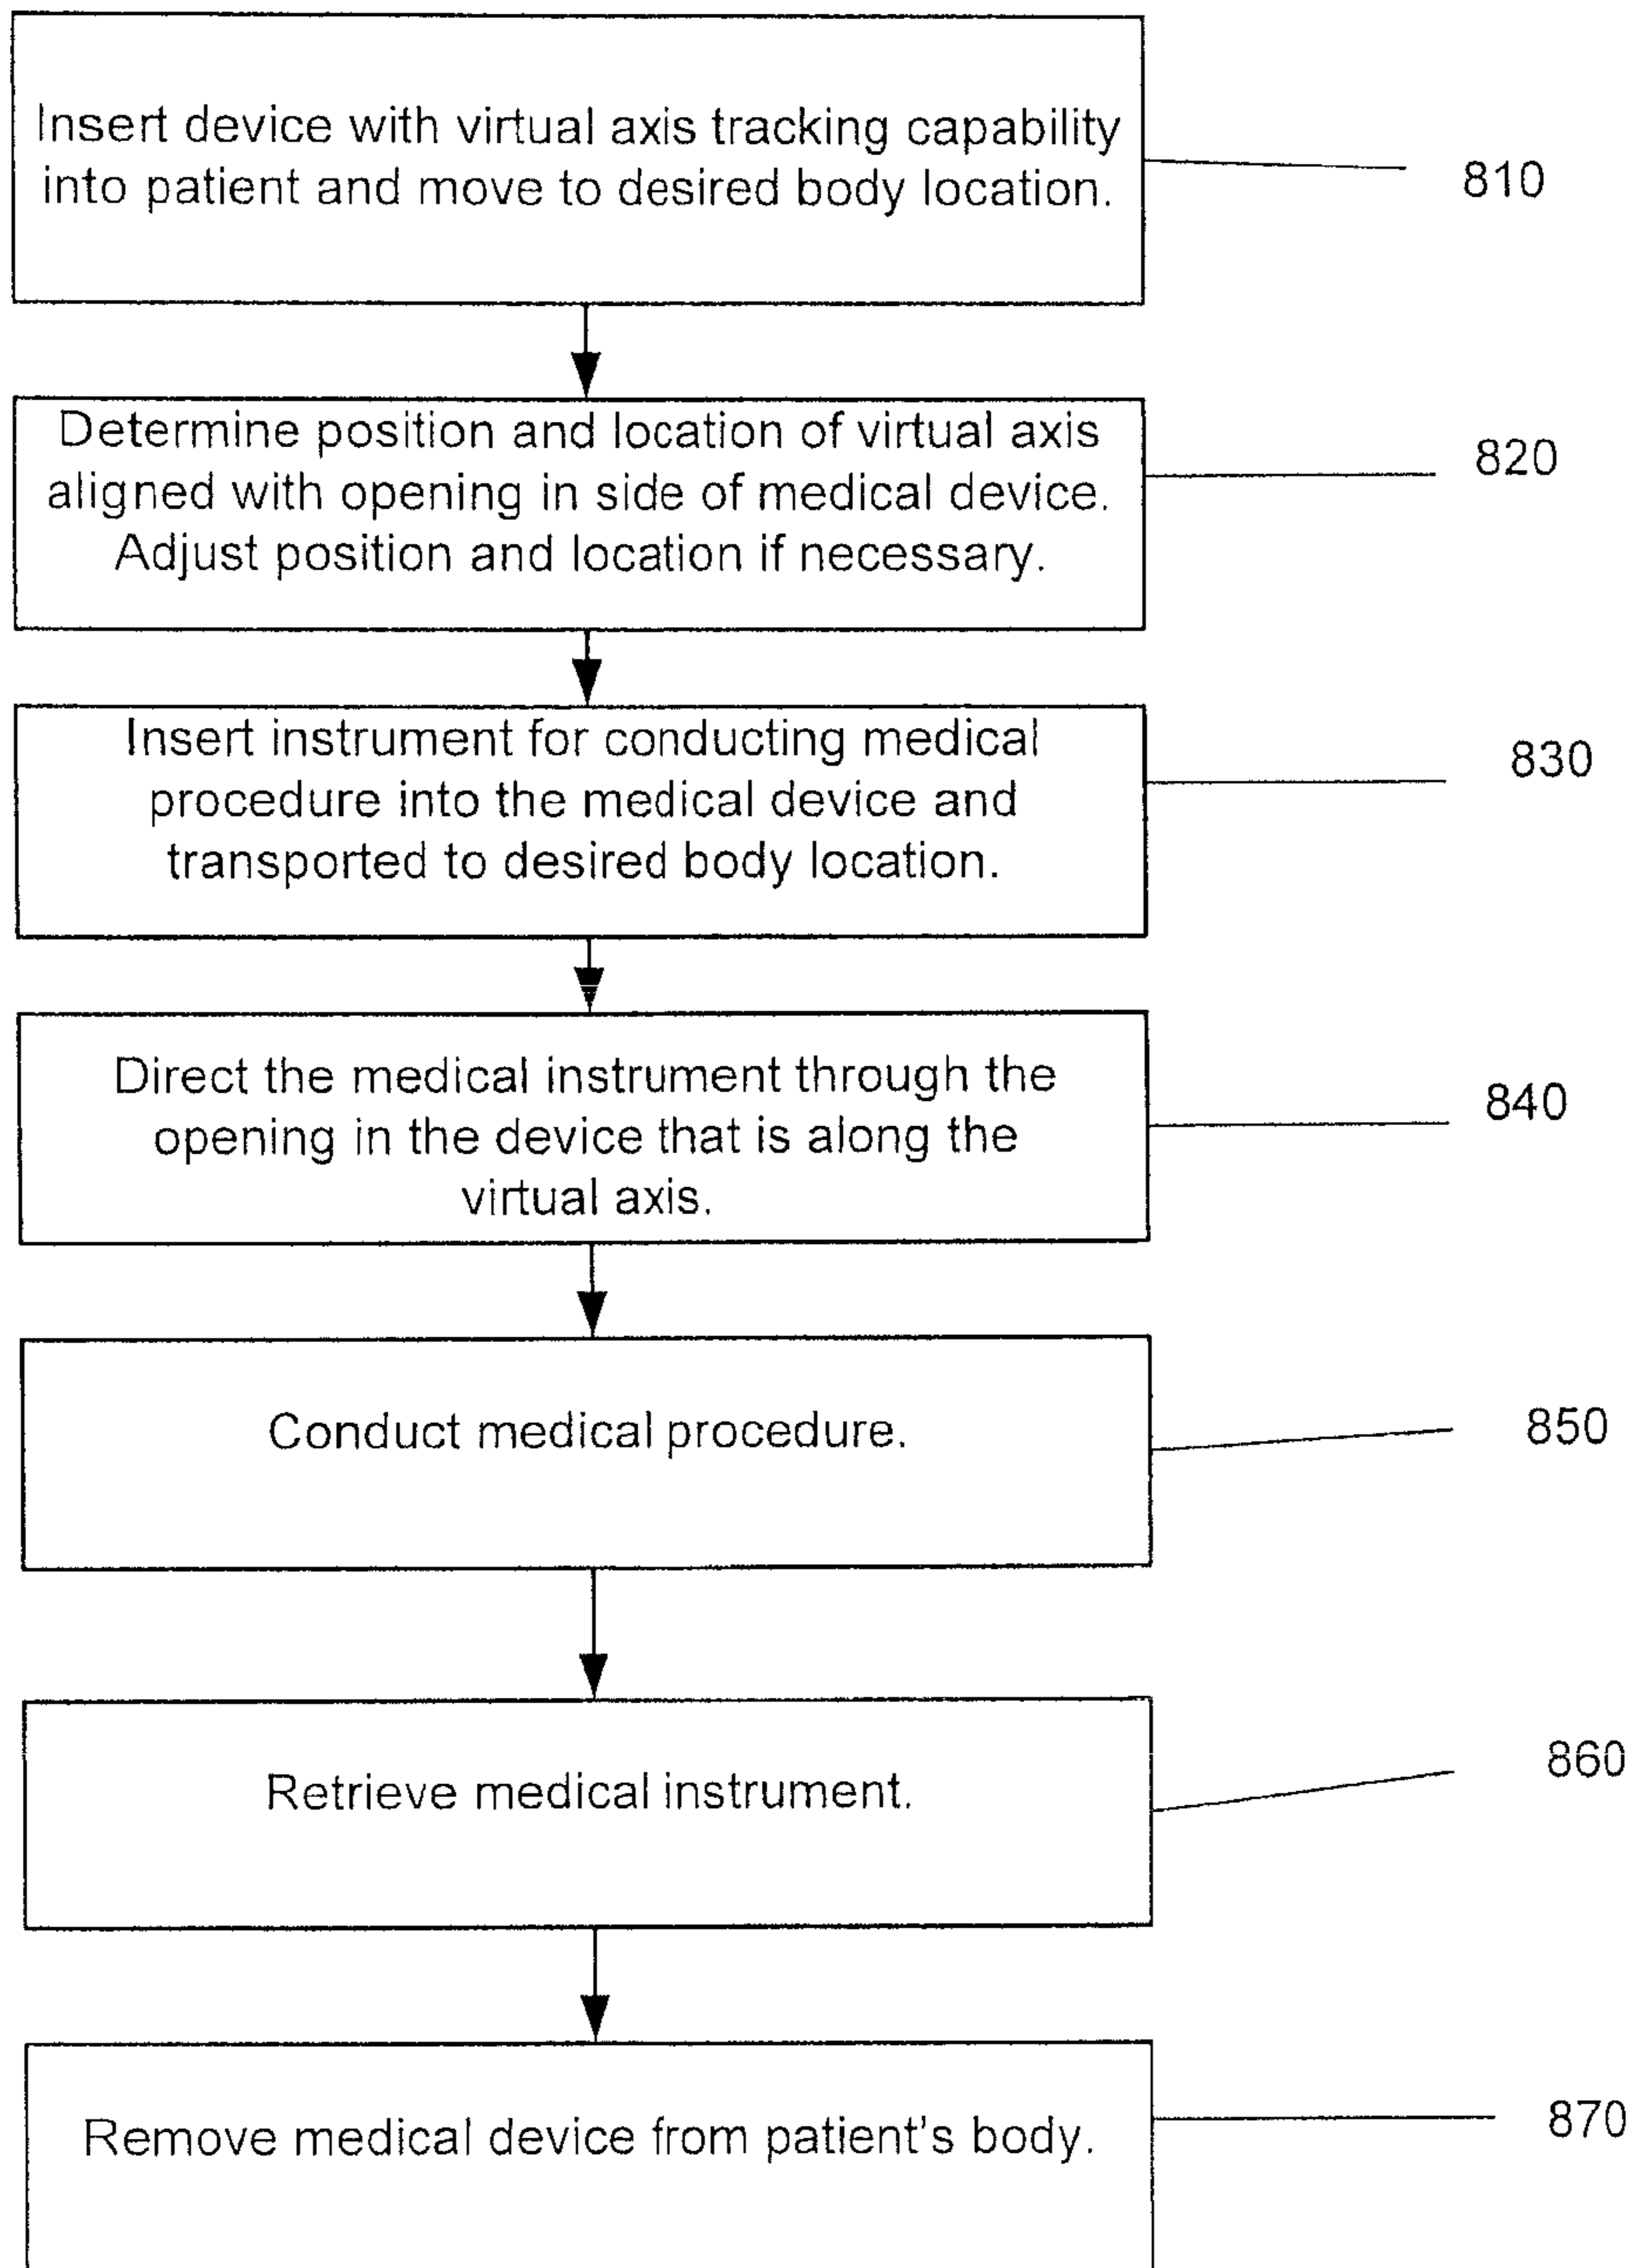 Insert device with virtual axis tracking capability
into patient and move to desired body location.
810
Determine position and location of virtual axis
aligned with opening in side of medical device.
Adjust position and location if necessary.
820
Insert instrument for conducting medical
procedure into the medical device and
transported to desired body location.
830
Direct the medical instrument through the
opening in the device that is along the
virtual axis.
840
Conduct medical procedure.
850
Retrieve medical instrument.
860
Remove medical device from patient's body.
870